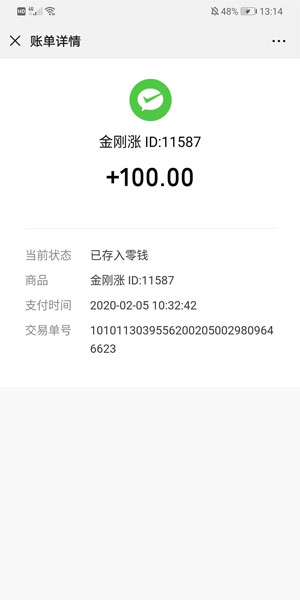 HD 4G 48% 13:14
账单详情
金刚涨 ID:11587
+100.00
当前状态 已存入零钱
商品 金刚涨 ID:11587
支付时间 2020-02-05 10:32:42
交易单号 1010113039556200205002980964
6623